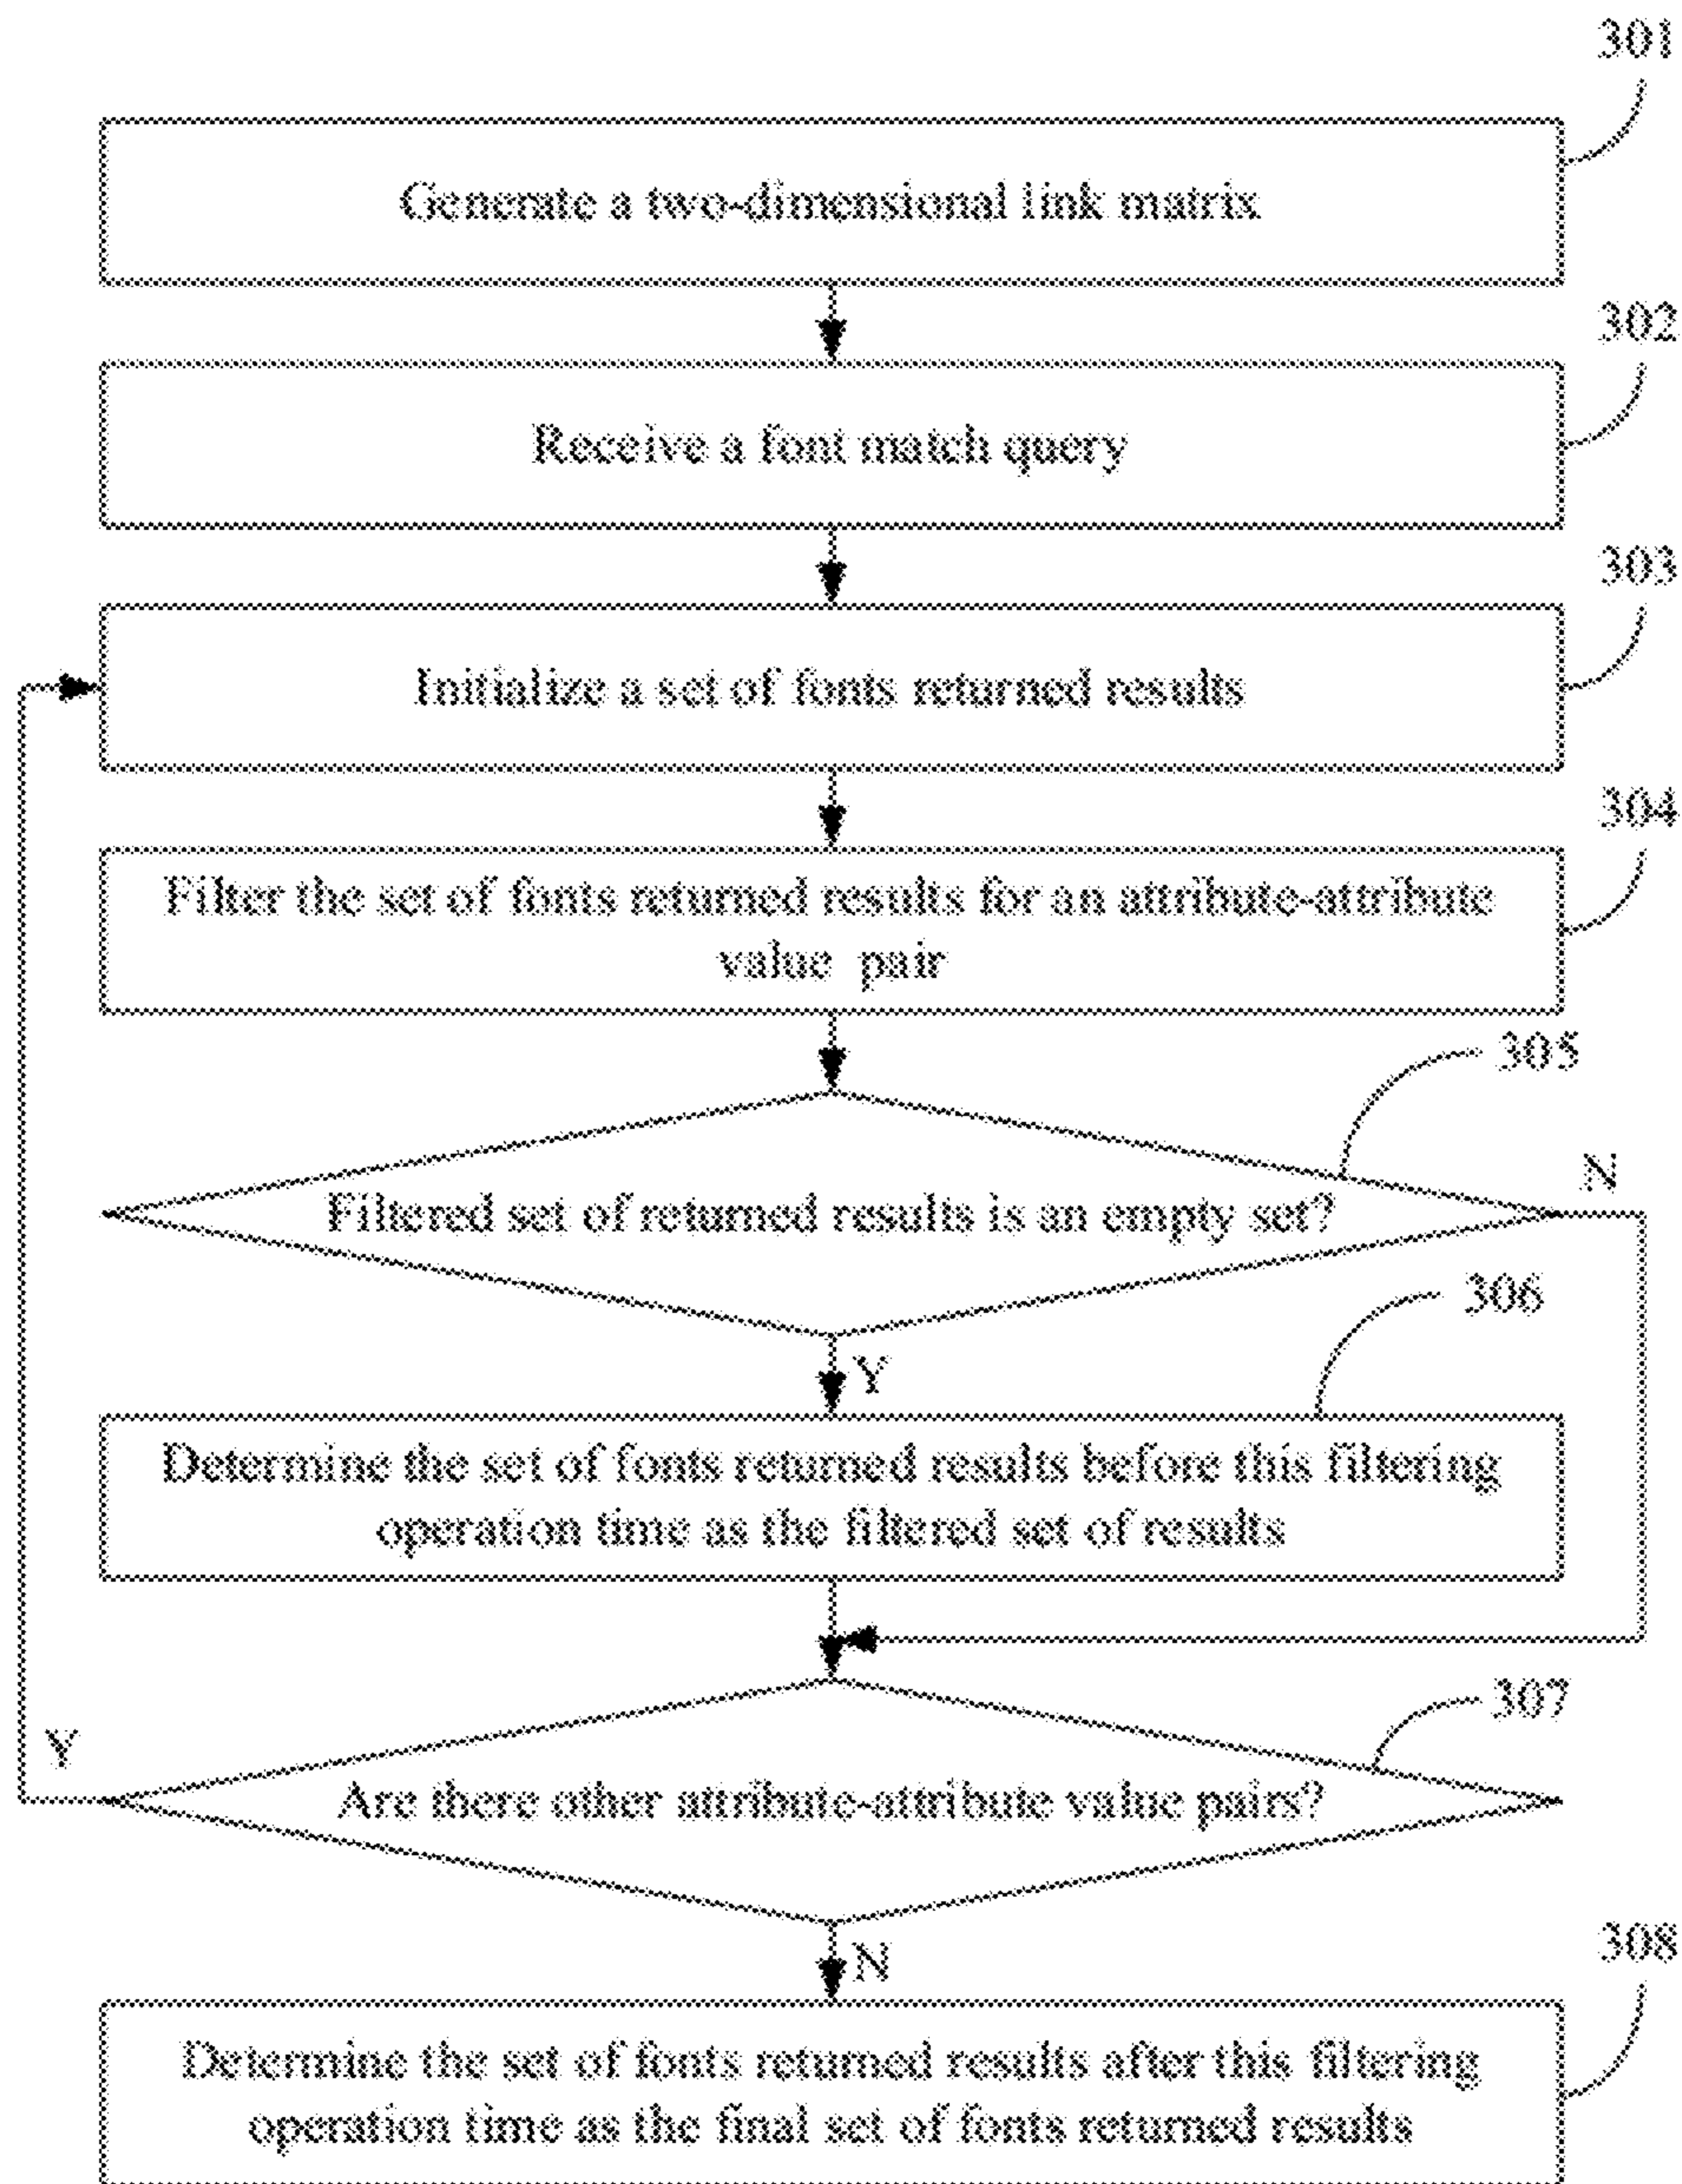 301
Generate a two-dimensional link matrix
302
Receive a font match query
303
Initialize a set of fonts returned results
304
Filter the set of fonts returned results for an attribute-attribute
value pair
305
N
Filtered set of returned results is an empty set?
306
Y
Determine the set of fonts returned results before this filtering
operation time as the filtered set of results
307
Y
Are there other attribute-attribute value pairs?
308
N
Determine the set of fonts returned results after this filtering
operation time as the final set of fonts returned results